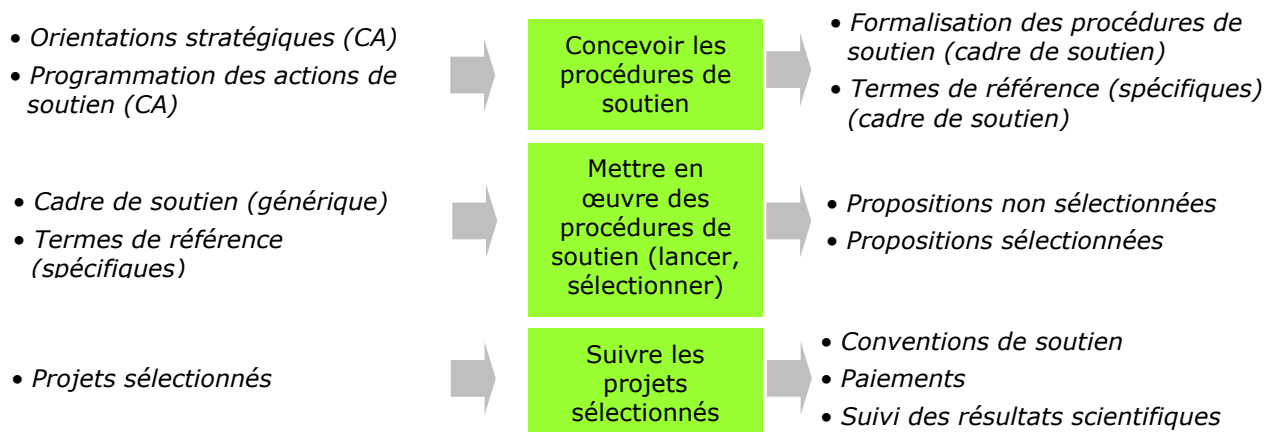 • Orientations stratégiques (CA)
• Programmation des actions de
soutien (CA)
Concevoir les
procédures de
soutien
• Formalisation des procédures de
soutien (cadre de soutien)
• Termes de référence (spécifiques)
(cadre de soutien)
• Cadre de soutien (générique)
• Termes de référence
(spécifiques)
Mettre en
œuvre des
procédures de
soutien (lancer,
sélectionner)
• Propositions non sélectionnées
• Propositions sélectionnées
• Projets sélectionnés
Suivre les
projets
sélectionnés
• Conventions de soutien
• Paiements
• Suivi des résultats scientifiques